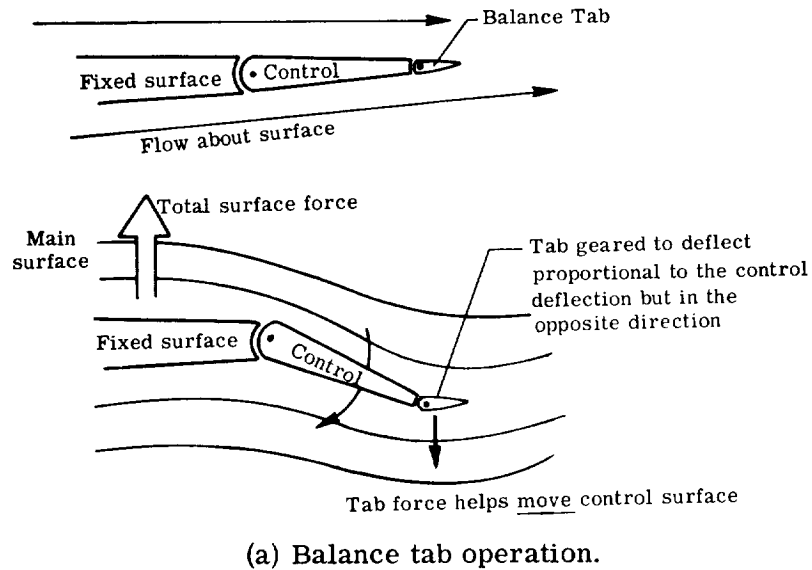 Balance Tab
Fixed surface
Control
Flow about surface
Total surface force
Main
surface
Tab geared to deflect
proportional to the control
deflection but in the
opposite direction
Fixed surface
Control
Tab force helps move control surface
(a) Balance tab operation.